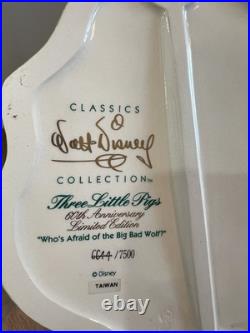 CLASSICS
Walt Disney
COLLECTION™
Three Little Pigs
60th Anniversary
Limited Edition
"Who's Afraid of the Big Bad Wolf?"
6644/7500
© Disney
TAIWAN